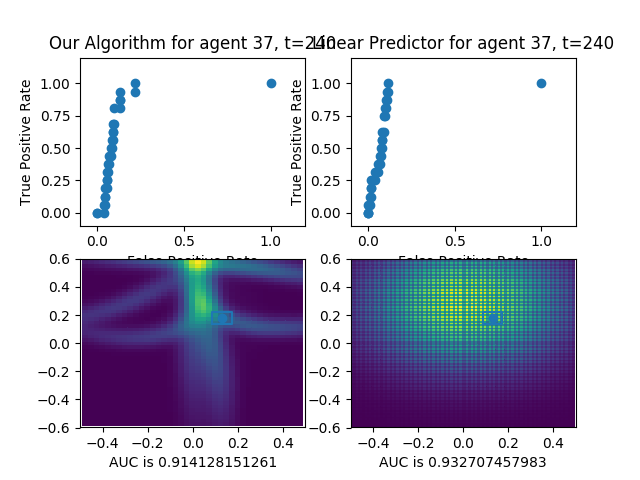 Our Algorithm for agent 37, t=240
Linear Predictor for agent 37, t=240
True Positive Rate
1.00
0.75
0.50
0.25
0.00
0.0 0.5 1.0
False Positive Rate
True Positive Rate
1.00
0.75
0.50
0.25
0.00
0.0 0.5 1.0
False Positive Rate
0.6
0.4
0.2
0.0
−0.2
−0.4
−0.6
−0.4 −0.2 0.0 0.2 0.4
AUC is 0.914128151261
0.6
0.4
0.2
0.0
−0.2
−0.4
−0.6
−0.4 −0.2 0.0 0.2 0.4
AUC is 0.932707457983